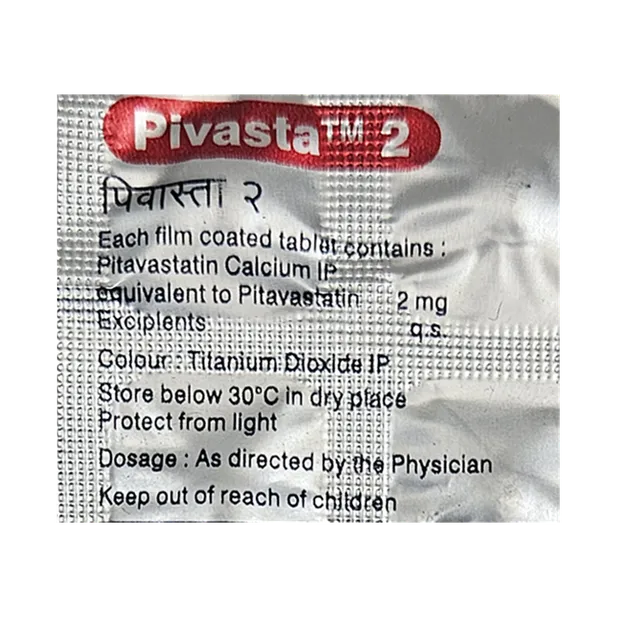 Pivasta™ 2
पिवास्ता २
Each film coated tablet contains :
Pitavastatin Calcium IP
equivalent to Pitavastatin 2 mg
Excipients q.s.
Colour : Titanium Dioxide IP
Store below 30°C in dry place
Protect from light
Dosage : As directed by the Physician
Keep out of reach of children